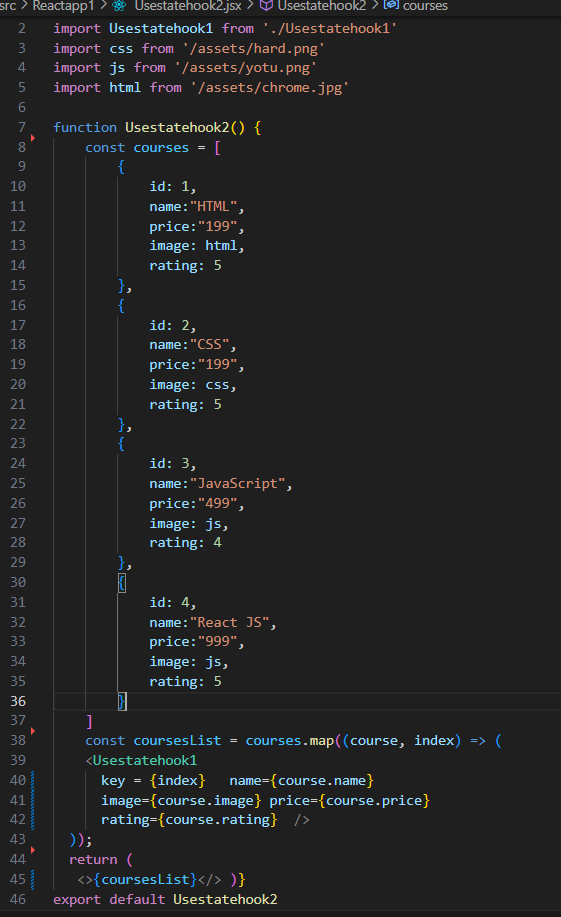 src > Reactapp1 > Usestatehook2.jsx > Usestatehook2 > courses
2 import Usestatehook1 from './Usestatehook1'
3 import css from '/assets/hard.png'
4 import js from '/assets/yotu.png'
5 import html from '/assets/chrome.jpg'
6
7 function Usestatehook2() {
8 const courses = [
9 {
10 id: 1,
11 name:"HTML",
12 price:"199",
13 image: html,
14 rating: 5
15 },
16 {
17 id: 2,
18 name:"CSS",
19 price:"199",
20 image: css,
21 rating: 5
22 },
23 {
24 id: 3,
25 name:"JavaScript",
26 price:"499",
27 image: js,
28 rating: 4
29 },
30 {
31 id: 4,
32 name:"React JS",
33 price:"999",
34 image: js,
35 rating: 5
36 }
37 ]
38 const coursesList = courses.map((course, index) => (
39 <Usestatehook1
40 key = {index} name={course.name}
41 image={course.image} price={course.price}
42 rating={course.rating} />
43 ));
44 return (
45 <>{coursesList}</> )}
46 export default Usestatehook2